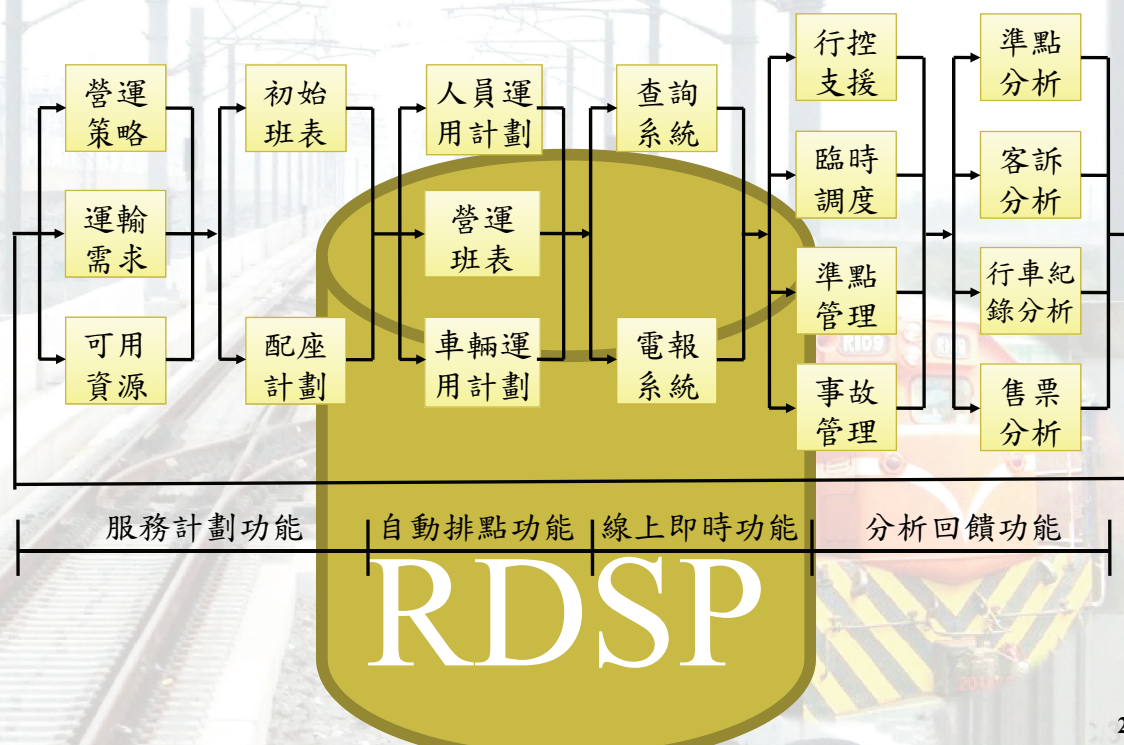 營運
策略
運輸
需求
可用
資源
初始
班表
配座
計劃
人員運
用計劃
營運
班表
車輛運
用計劃
查詢
系統
電報
系統
行控
支援
臨時
調度
準點
管理
事故
管理
準點
分析
客訴
分析
行車紀
錄分析
售票
分析
服務計劃功能
自動排點功能
線上即時功能
分析回饋功能
RDSP
2